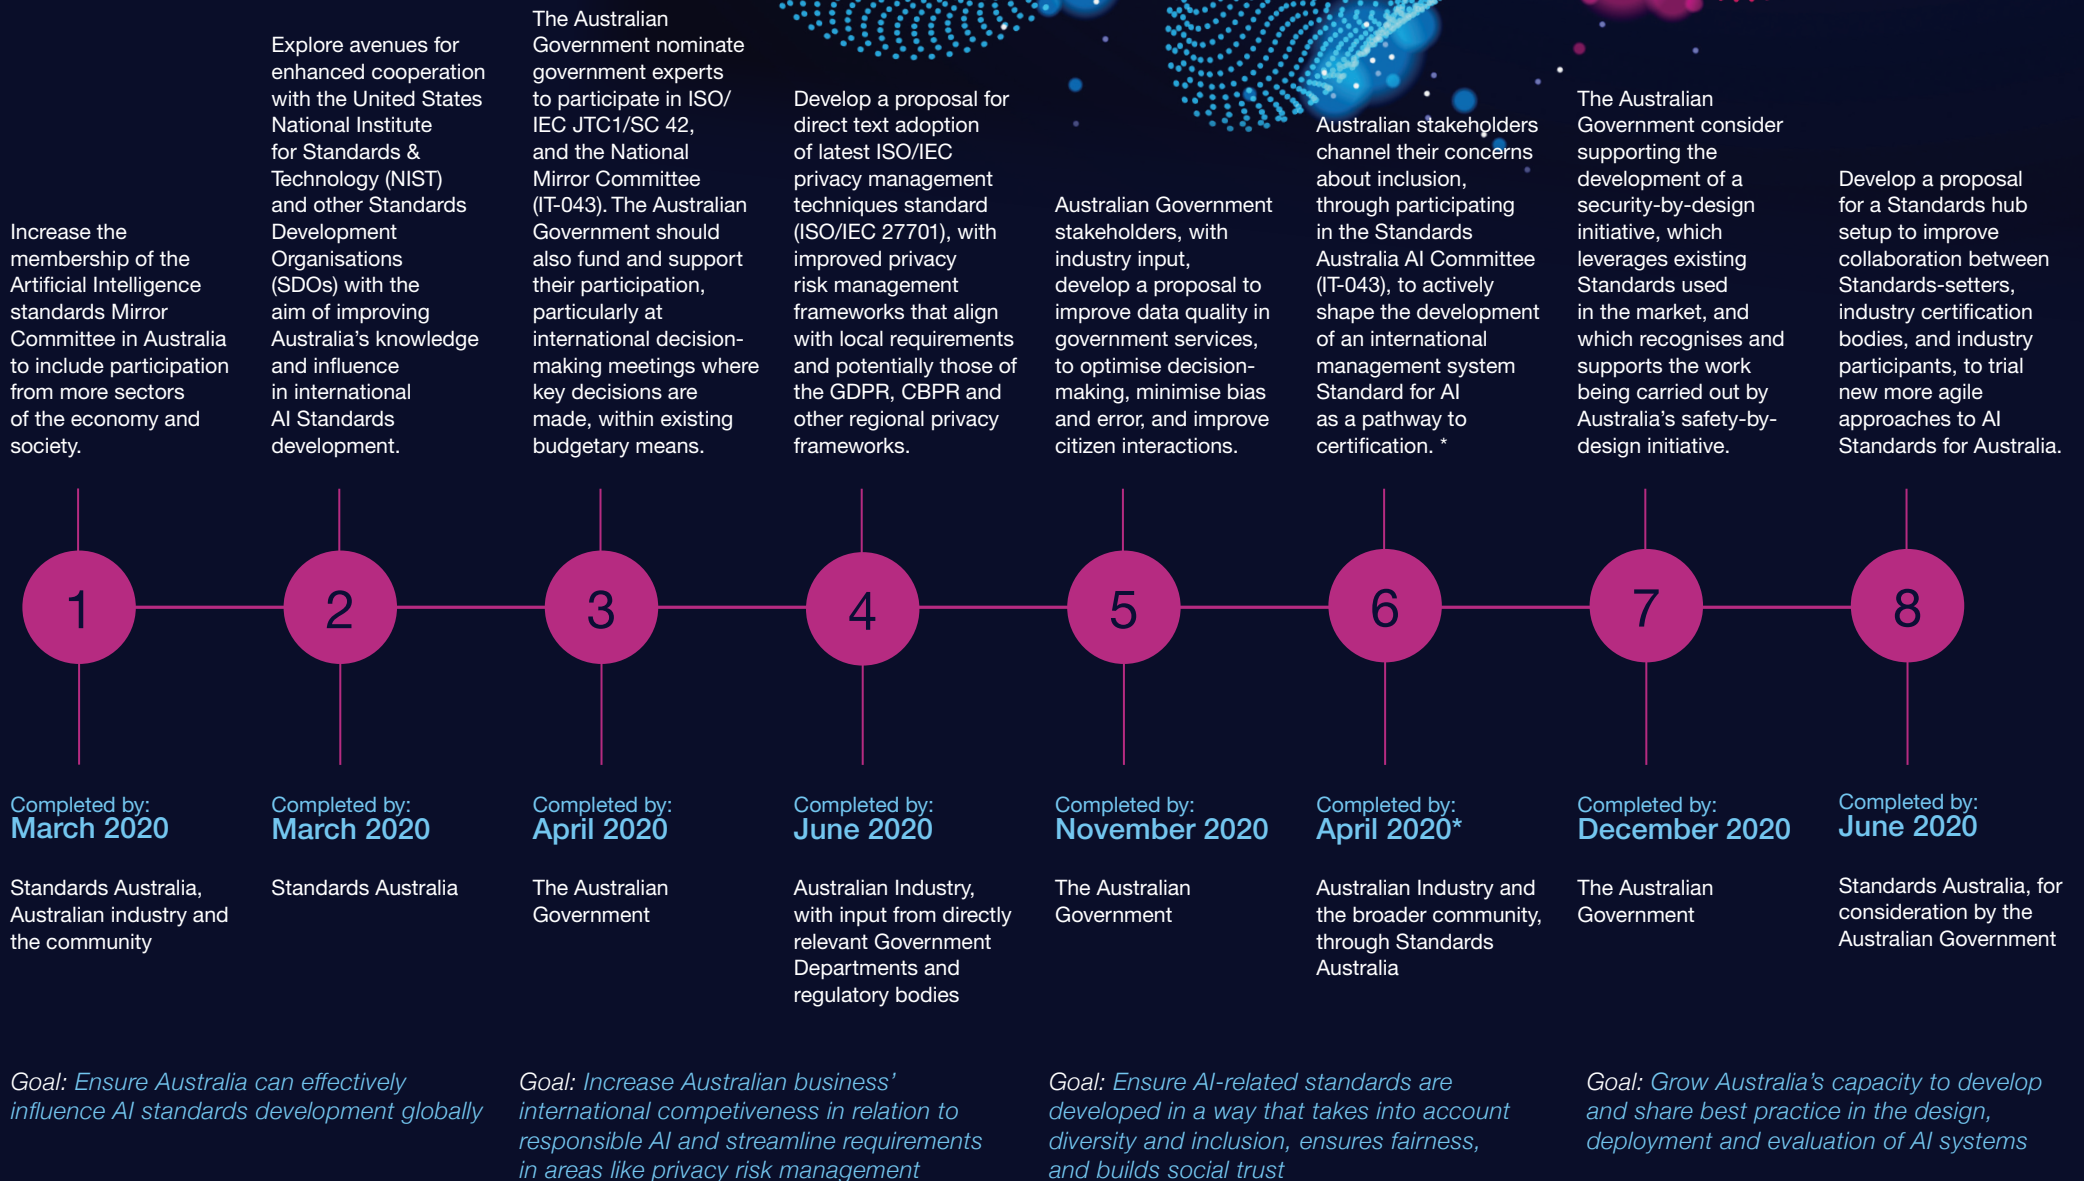 Increase the
membership of the
Artificial Intelligence
standards Mirror
Committee in Australia
to include participation
from more sectors
of the economy and
society.
1
Completed by:
March 2020
Standards Australia,
Australian industry and
the community
Explore avenues for
enhanced cooperation
with the United States
National Institute
for Standards &
Technology (NIST)
and other Standards
Development
Organisations
(SDOs) with the
aim of improving
Australia's knowledge
and influence
in international
AI Standards
development.
2
Completed by:
March 2020
Standards Australia
The Australian
Government nominate
government experts
to participate in ISO/
IEC JTC1/SC 42,
and the National
Mirror Committee
(IT-043). The Australian
Government should
also fund and support
their participation,
particularly at
international decision-
making meetings where
key decisions are
made, within existing
budgetary means.
3
Completed by:
April 2020
The Australian
Government
Develop a proposal for
direct text adoption
of latest ISO/IEC
privacy management
techniques standard
(ISO/IEC 27701), with
improved privacy
risk management
frameworks that align
with local requirements
and potentially those of
the GDPR, CBPR and
other regional privacy
frameworks.
4
Completed by:
June 2020
Australian Industry,
with input from directly
relevant Government
Departments and
regulatory bodies
Australian Government
stakeholders, with
industry input,
develop a proposal to
improve data quality in
government services,
to optimise decision-
making, minimise bias
and error, and improve
citizen interactions.
5
Completed by:
November 2020
The Australian
Government
Australian stakeholders
channel their concerns
about inclusion,
through participating
in the Standards
Australia AI Committee
(IT-043), to actively
shape the development
of an international
management system
Standard for AI
as a pathway to
certification. *
6
Completed by:
April 2020*
Australian Industry and
the broader community,
through Standards
Australia
The Australian
Government consider
supporting the
development of a
security-by-design
initiative, which
leverages existing
Standards used
in the market, and
which recognises and
supports the work
being carried out by
Australia's safety-by-
design initiative.
7
Completed by:
December 2020
The Australian
Government
Develop a proposal
for a Standards hub
setup to improve
collaboration between
Standards-setters,
industry certification
bodies, and industry
participants, to trial
new more agile
approaches to AI
Standards for Australia.
8
Completed by:
June 2020
Standards Australia, for
consideration by the
Australian Government
Goal: Ensure Australia can effectively
influence AI standards development globally
Goal: Increase Australian business'
international competiveness in relation to
responsible AI and streamline requirements
in areas like privacy risk management
Goal: Ensure AI-related standards are
developed in a way that takes into account
diversity and inclusion, ensures fairness,
and builds social trust
Goal: Grow Australia's capacity to develop
and share best practice in the design,
deployment and evaluation of AI systems